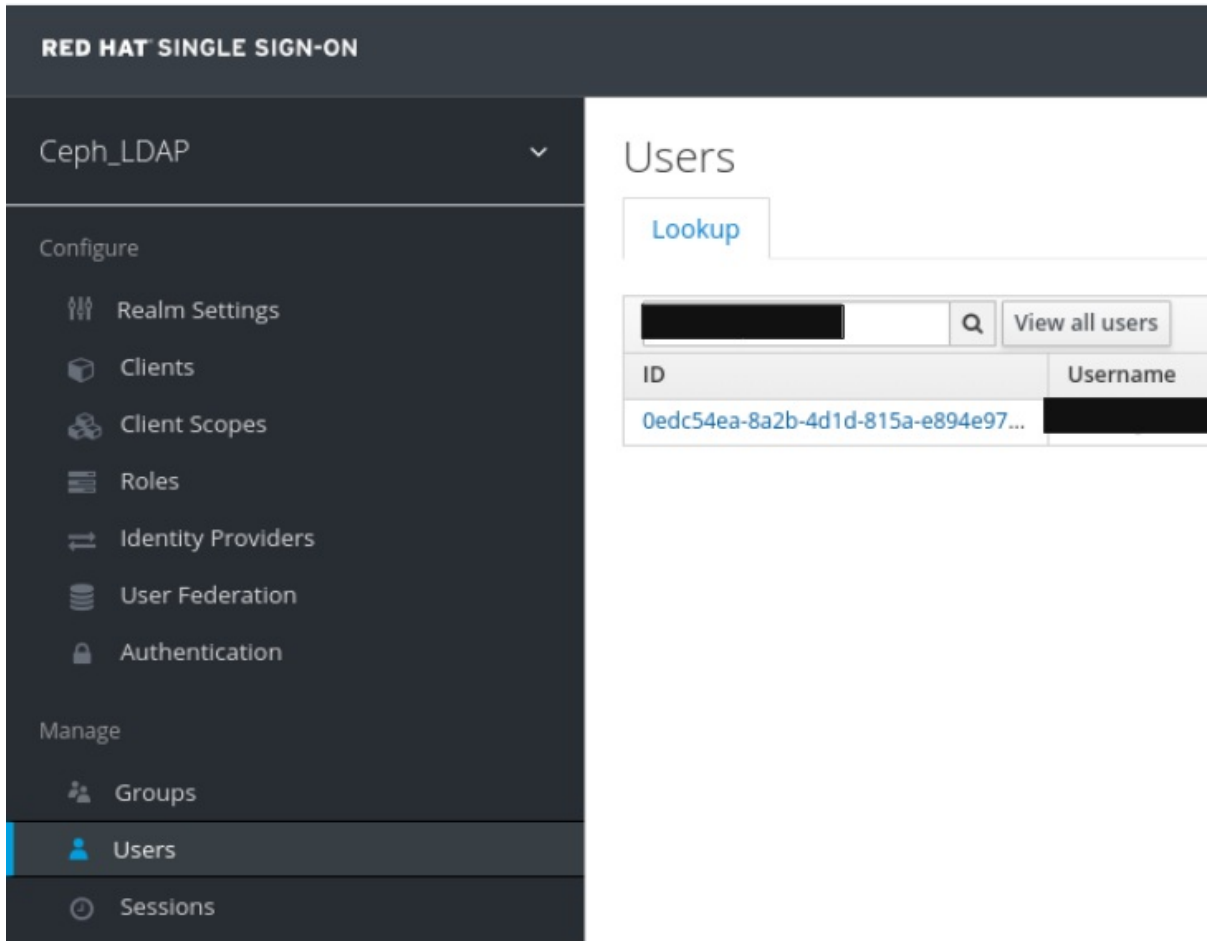 RED HAT SINGLE SIGN-ON
Ceph_LDAP
Configure
Realm Settings
Clients
Client Scopes
Roles
Identity Providers
User Federation
Authentication
Manage
Groups
Users
Sessions
Users
Lookup
View all users
ID Username
0edc54ea-8a2b-4d1d-815a-e894e97...